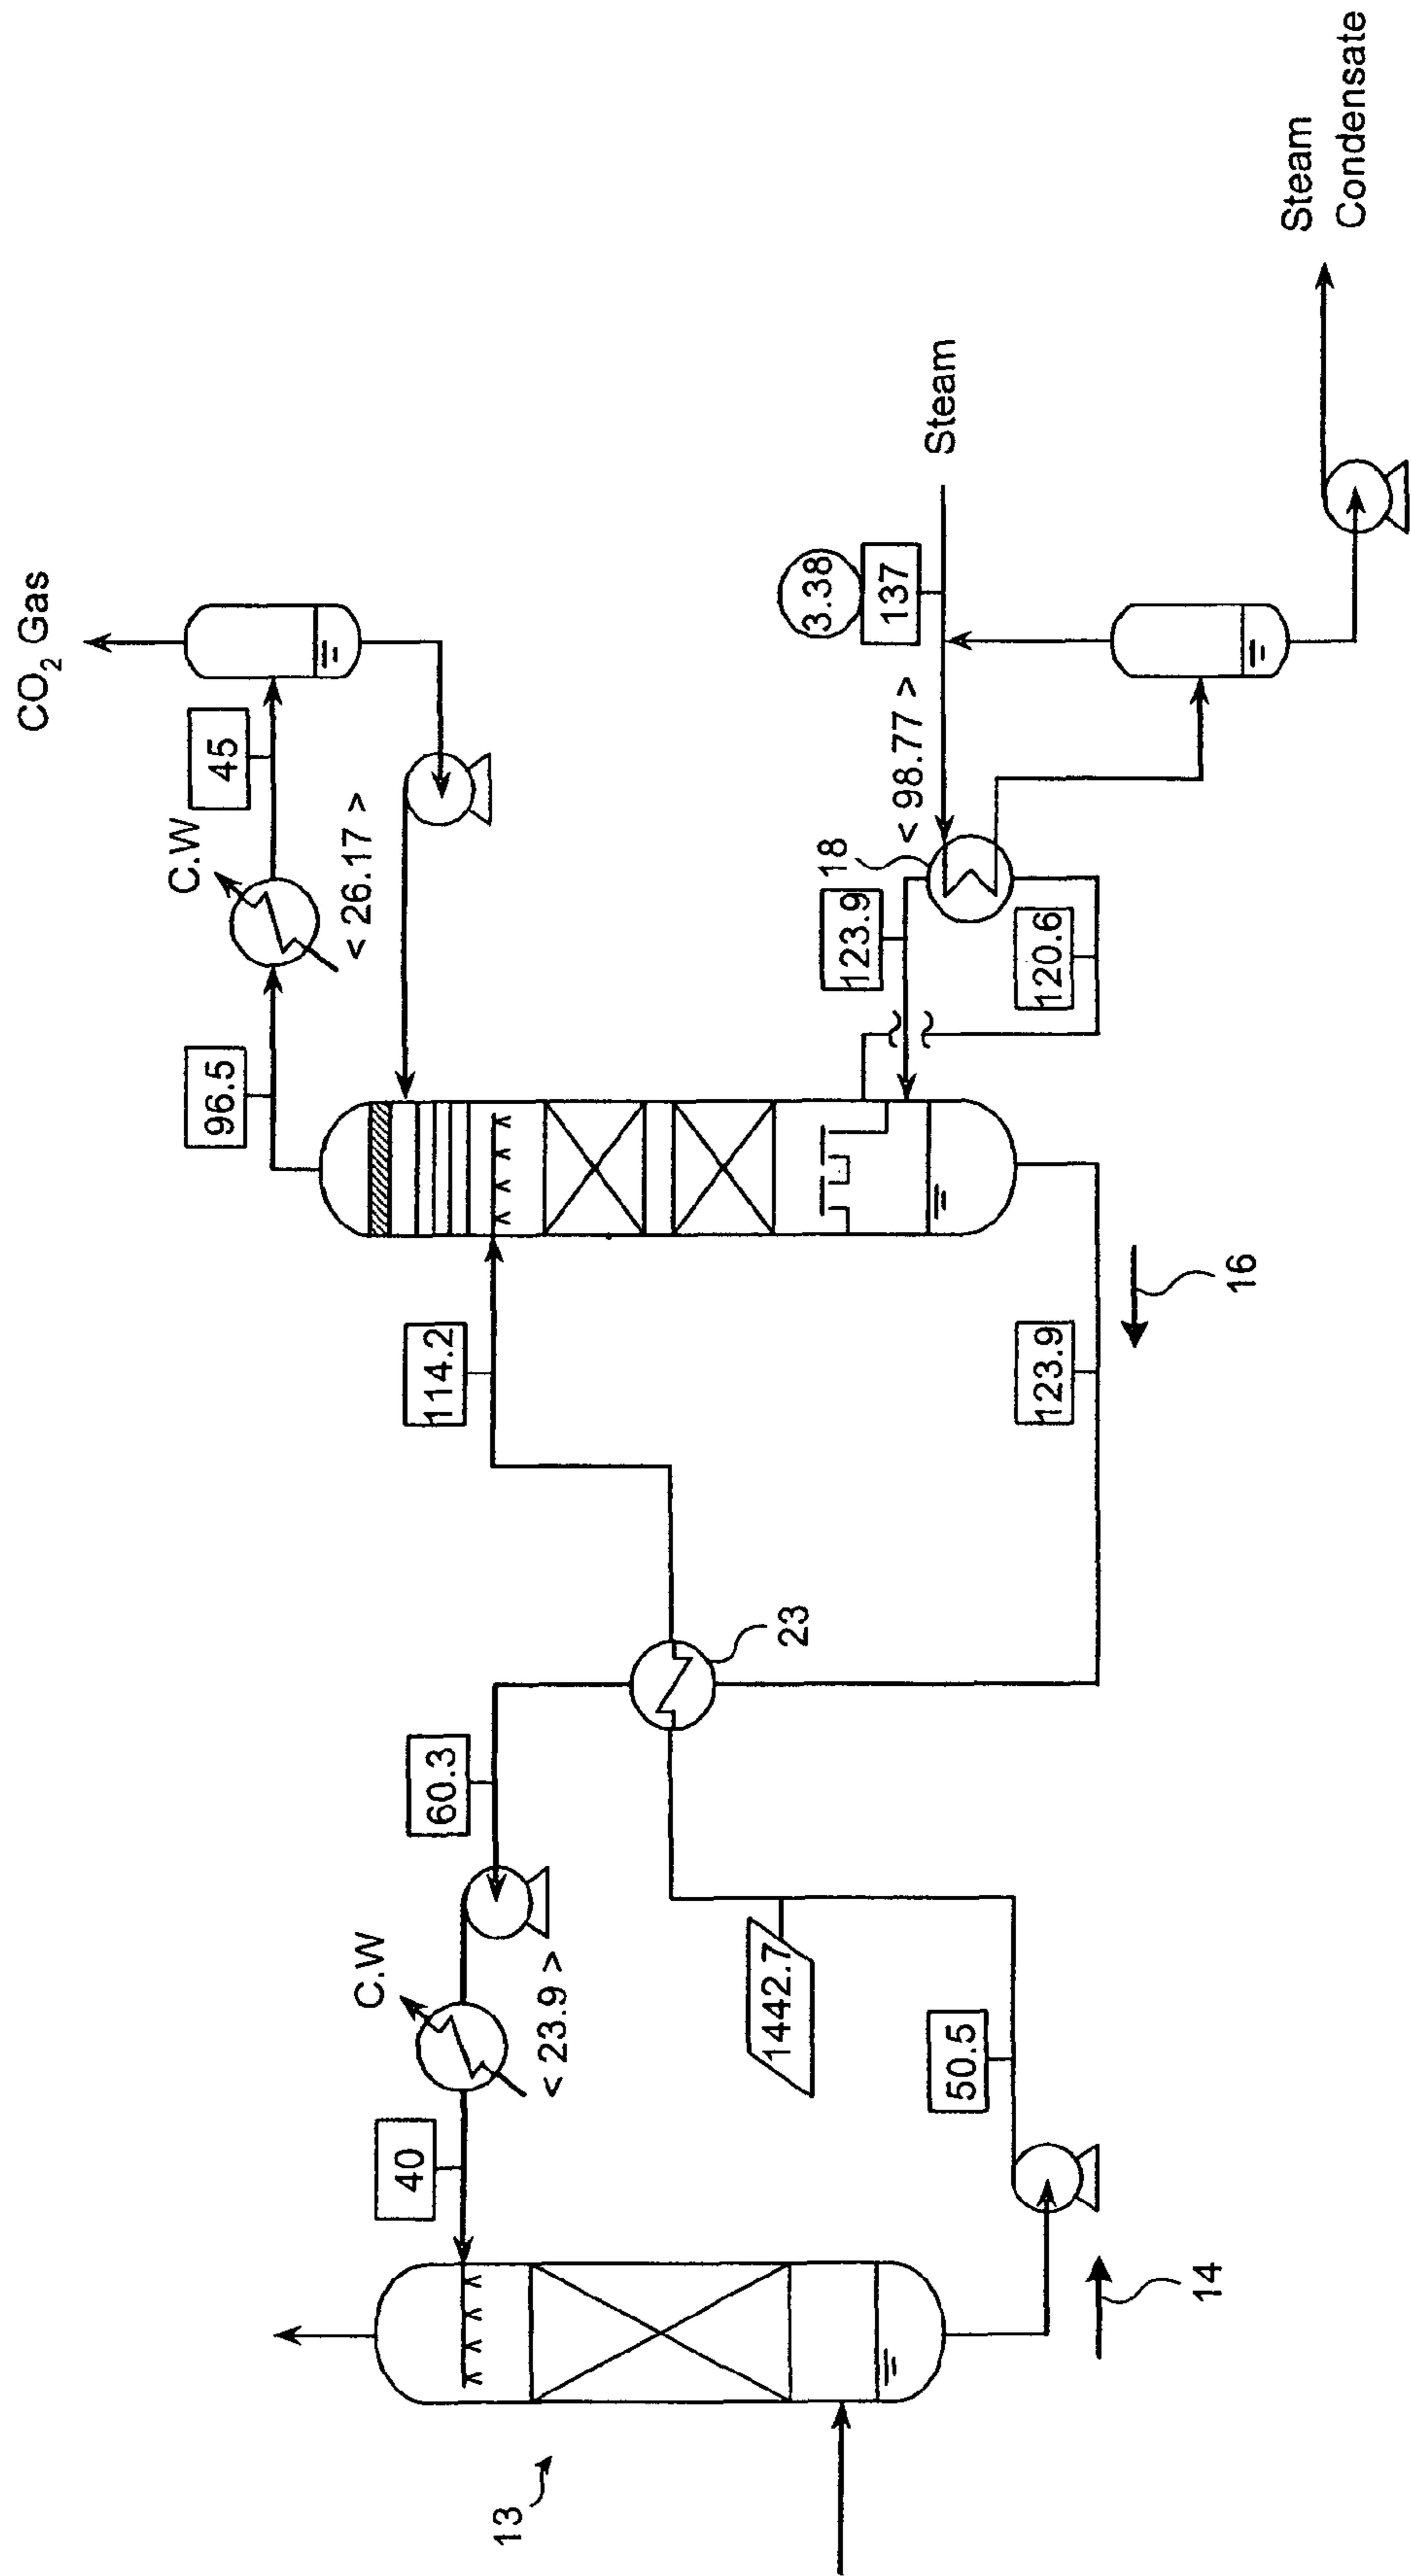 CO₂ Gas
45
C.W
96.5
< 26.17 >
3.38
137
Steam
< 98.77 >
18
123.9
120.6
Steam
Condensate
114.2
123.9
16
23
60.3
C.W
< 23.9 >
40
1442.7
50.5
14
13